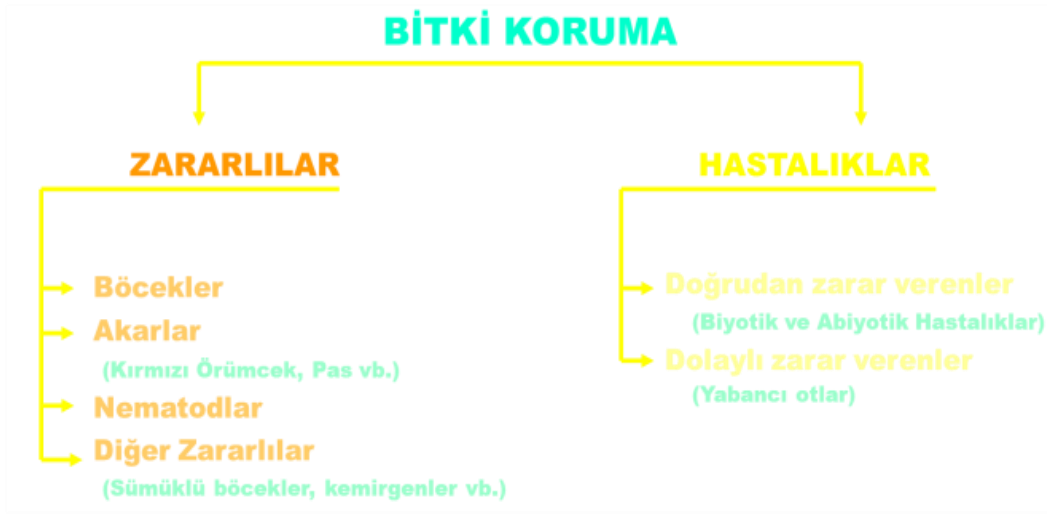 BİTKİ KORUMA
ZARARLILAR
Böcekler
Akarlar
(Kırmızı Örümcek, Pas vb.)
Nematodlar
Diğer Zararlılar
(Sümüklü böcekler, kemirgenler vb.)
HASTALIKLAR
Doğrudan zarar verenler
(Biyotik ve Abiyotik Hastalıklar)
Dolaylı zarar verenler
(Yabancı otlar)